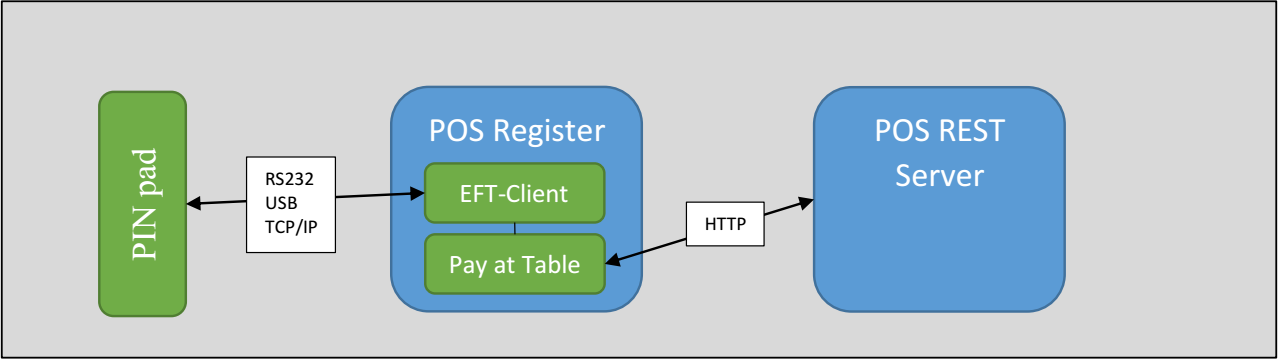 PIN pad
RS232
USB
TCP/IP
POS Register
EFT-Client
Pay at Table
HTTP
POS REST
Server